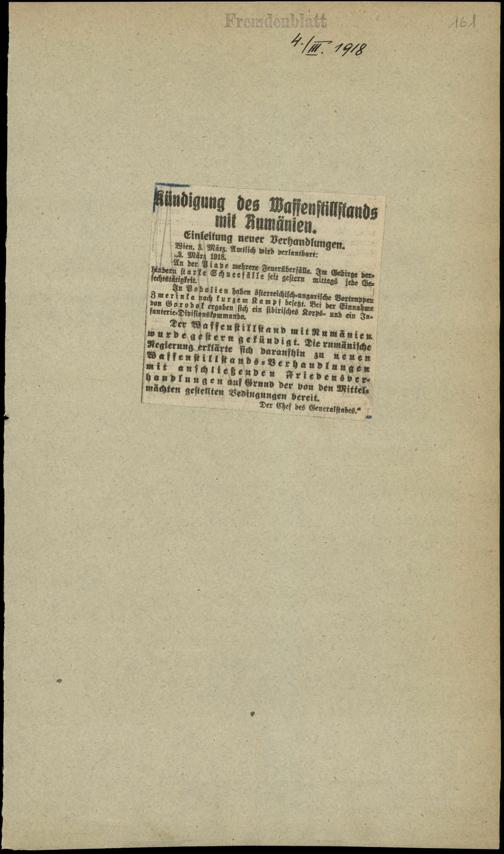 Fremdenblatt
161
4./III. 1918
Kündigung des Waffenstillstands
mit Rumänien.
Einleitung neuer Verhandlungen.
Wien, 3. März. Amtlich wird verlautbart:
„3. März 1918.
An der Piave mehrere Feuerüberfälle. Im Gebirge ver-
hindern starke Schneefälle seit gestern mittags jede Ge-
fechtstätigkeit.
In Podolien haben österreichisch-ungarische Vortruppen
Zmerinka nach kurzem Kampf besetzt. Bei der Einnahme
von Gorodok ergaben sich ein sibirisches Korps- und ein In-
fanterie-Divisionskommando.
Der Waffenstillstand mit Rumänien
wurde gestern gekündigt. Die rumänische
Regierung erklärte sich daraufhin zu neuen
Waffenstillstands-Verhandlungen
mit anschließenden Friedensver-
handlungen auf Grund der von den Mittel-
mächten gestellten Bedingungen bereit.
Der Chef des Generalstabes.“